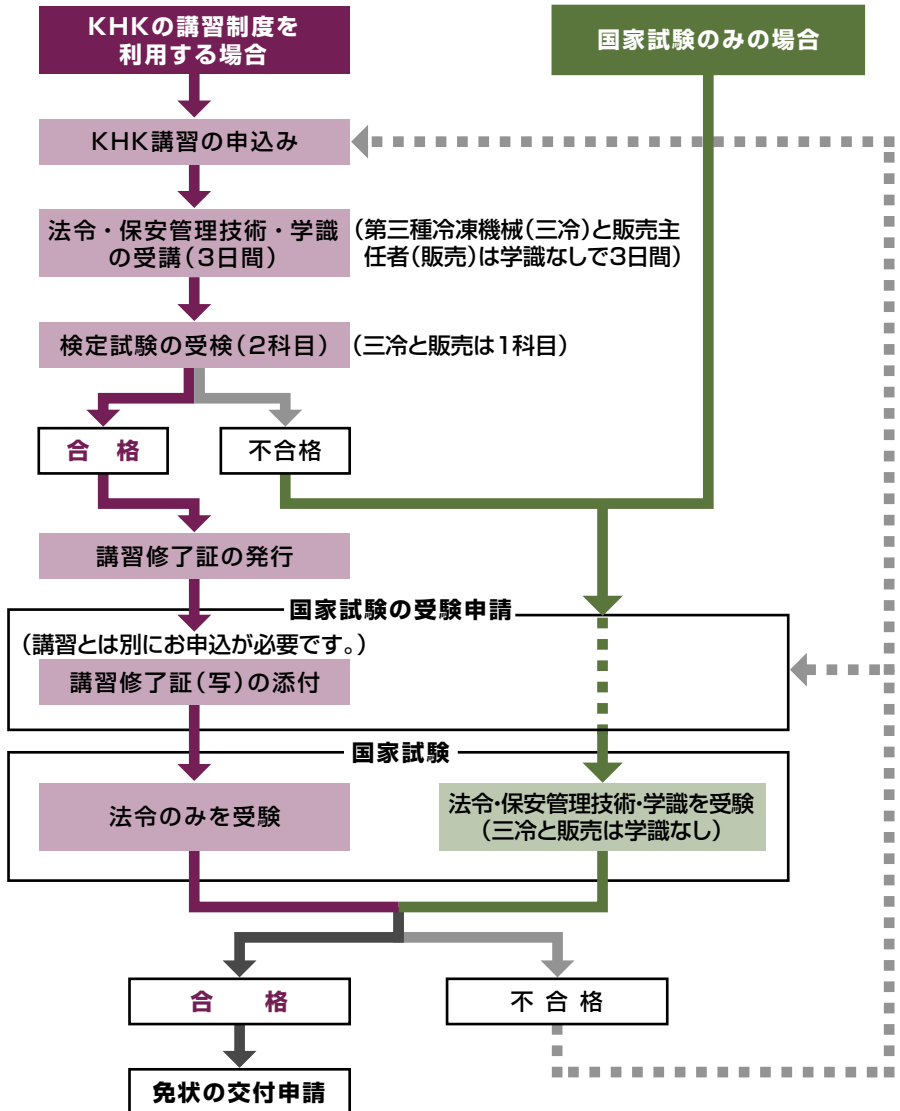 KHKの講習制度を
利用する場合
国家試験のみの場合
KHK講習の申込み
法令・保安管理技術・学識
の受講(3日間)
(第三種冷凍機械(三冷)と販売主
任者(販売)は学識なしで3日間)
検定試験の受検(2科目)
(三冷と販売は1科目)
合 格
不合格
講習修了証の発行
国家試験の受験申請
(講習とは別にお申込が必要です。)
講習修了証(写)の添付
国家試験
法令のみを受験
法令・保安管理技術・学識を受験
(三冷と販売は学識なし)
合 格
不 合 格
免状の交付申請